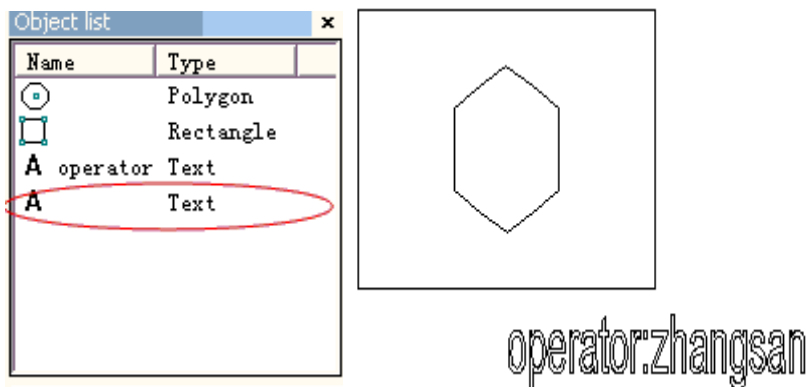 Object list
Name Type
Polygon
Rectangle
A operator Text
A Text
operator:zhangsan